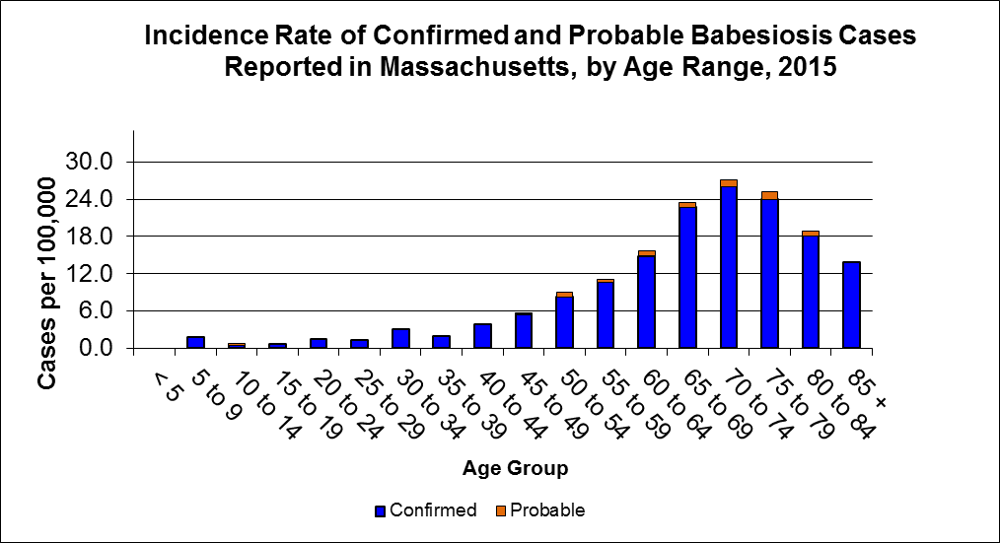 Incidence Rate of Confirmed and Probable Babesiosis Cases
Reported in Massachusetts, by Age Range, 2015
Cases per 100,000
30.0
24.0
18.0
12.0
6.0
0.0
< 5
5 to 9
10 to 14
15 to 19
20 to 24
25 to 29
30 to 34
35 to 39
40 to 44
45 to 49
50 to 54
55 to 59
60 to 64
65 to 69
70 to 74
75 to 79
80 to 84
85 +
Age Group
Confirmed
Probable